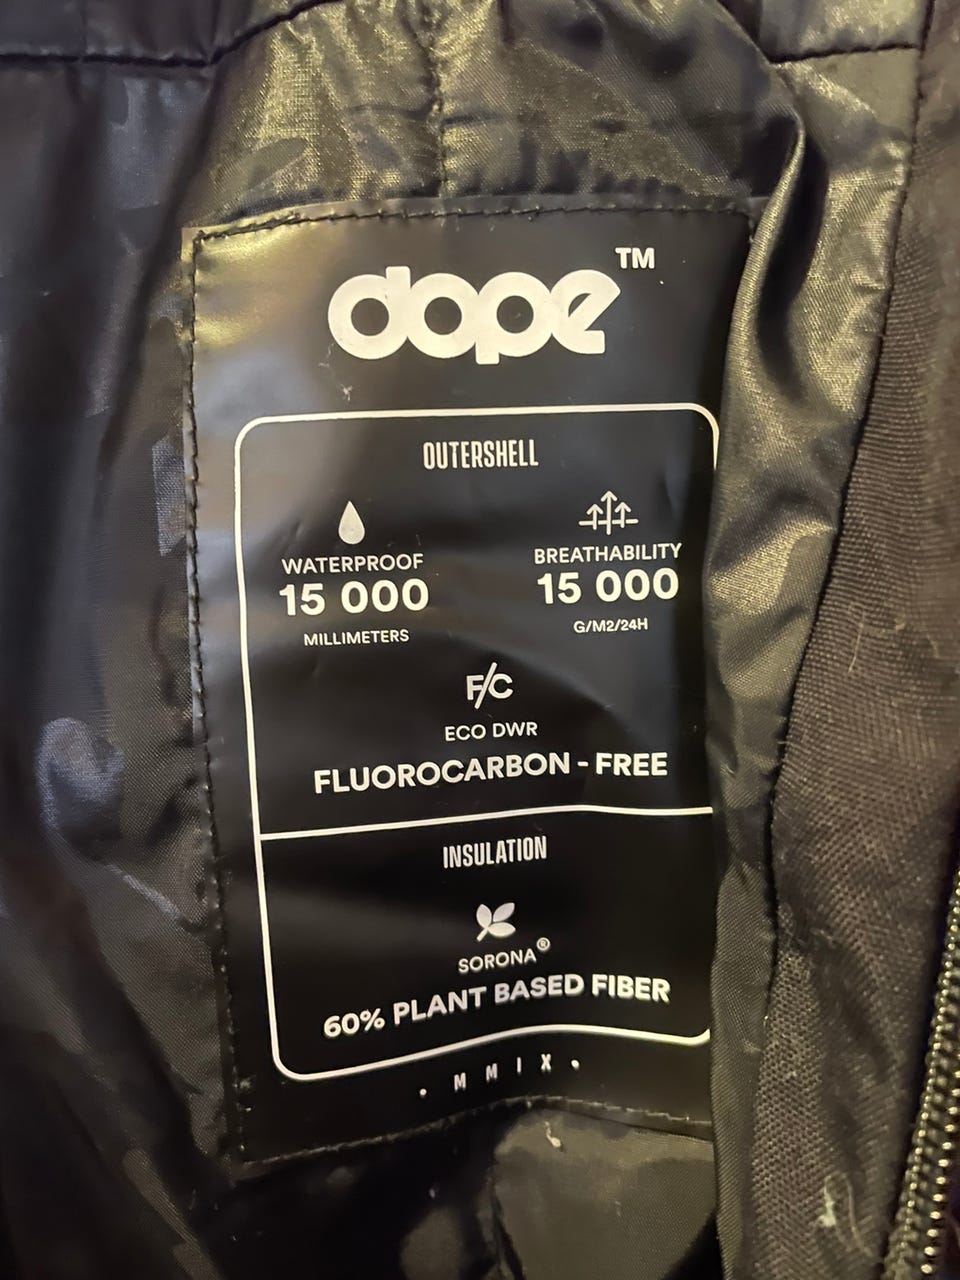 dope™
OUTERSHELL
WATERPROOF
15 000
MILLIMETERS
BREATHABILITY
15 000
G/M2/24H
F/C
ECO DWR
FLUOROCARBON - FREE
INSULATION
SORONA®
60% PLANT BASED FIBER
• M M I X •